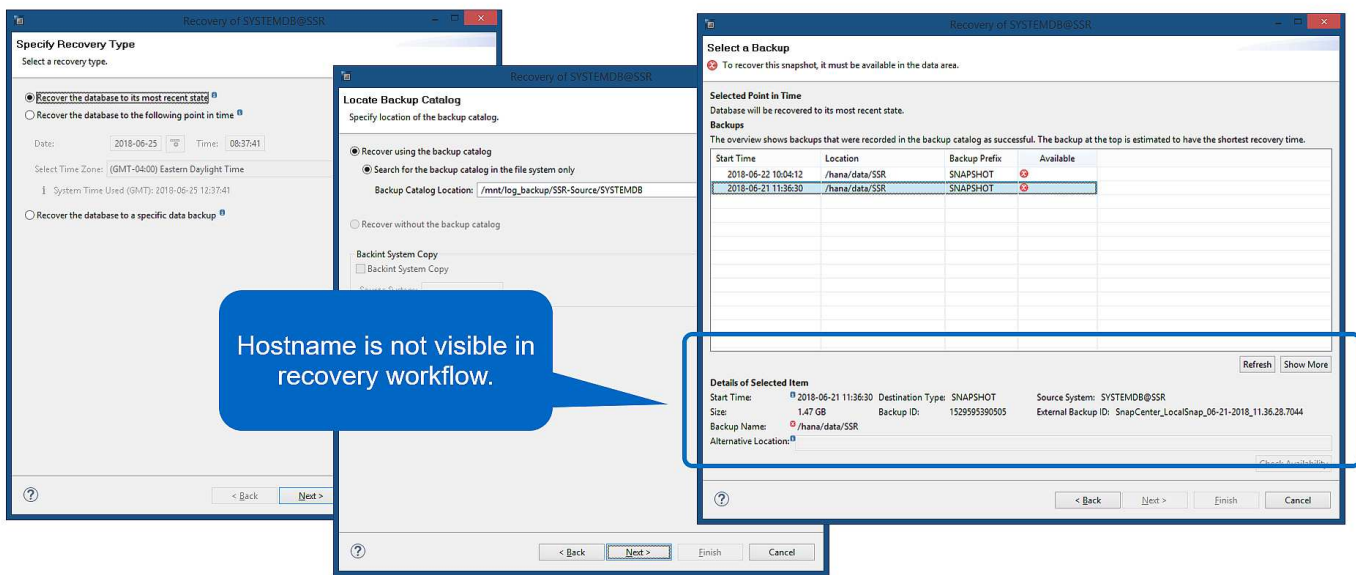 Recovery of SYSTEMDB@SSR
Specify Recovery Type
Select a recovery type.
Recover the database to its most recent state
Recover the database to the following point in time
Date: 2018-06-25 Time: 08:37:41
Select Time Zone: (GMT-04:00) Eastern Daylight Time
System Time Used (GMT): 2018-06-25 12:37:41
Recover the database to a specific data backup
< Back Next >
Recovery of SYSTEMDB@SSR
Locate Backup Catalog
Specify location of the backup catalog.
Recover using the backup catalog
Search for the backup catalog in the file system only
Backup Catalog Location: /mnt/log_backup/SSR-Source/SYSTEMDB
Recover without the backup catalog
Backint System Copy
Backint System Copy
Hostname is not visible in
recovery workflow.
< Back Next > Finish Cancel
Recovery of SYSTEMDB@SSR
Select a Backup
To recover this snapshot, it must be available in the data area.
Selected Point in Time
Database will be recovered to its most recent state.
Backups
The overview shows backups that were recorded in the backup catalog as successful. The backup at the top is estimated to have the shortest recovery time.
Start Time Location Backup Prefix Available
2018-06-22 10:04:12 /hana/data/SSR SNAPSHOT
2018-06-21 11:36:30 /hana/data/SSR SNAPSHOT
Refresh Show More
Details of Selected Item
Start Time: 2018-06-21 11:36:30 Destination Type: SNAPSHOT Source System: SYSTEMDB@SSR
Size: 1.47 GB Backup ID: 1529595390505 External Backup ID: SnapCenter_LocalSnap_06-21-2018_11.36.28.7044
Backup Name: /hana/data/SSR
Alternative Location:
Check Availability
< Back Next > Finish Cancel